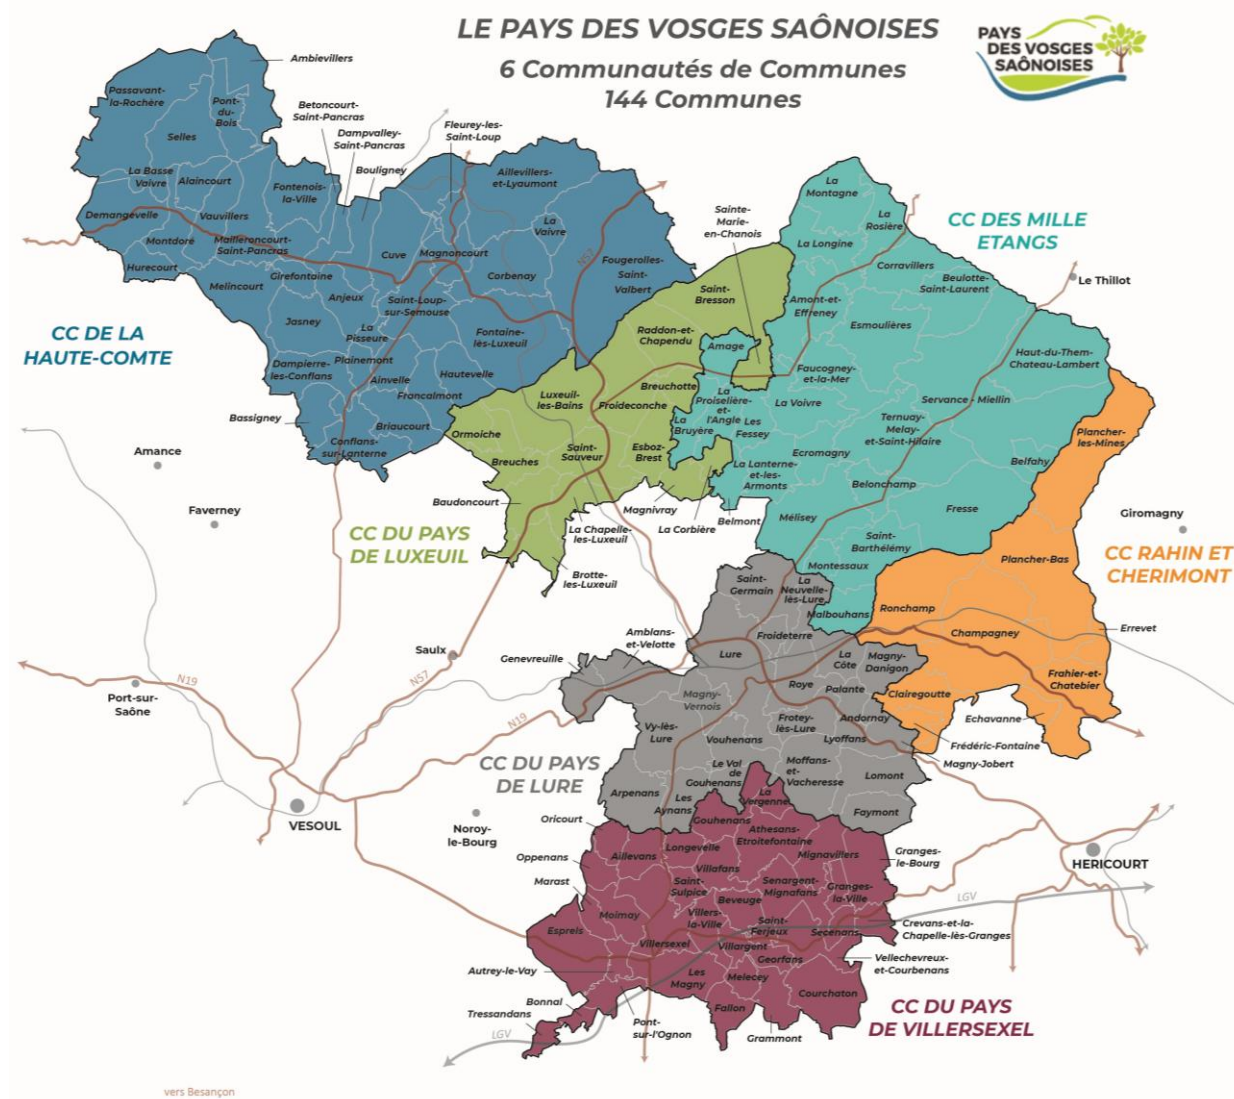 LE PAYS DES VOSGES SAÔNOISES
6 Communautés de Communes
144 Communes
PAYS
DES VOSGES
SAÔNOISES
Ambievillers
Passavant-
la-Rochère
Pont-
du-
Bois
Betoncourt-
Saint-Pancras
Dampvalley-
Saint-Pancras
Bouligney
Fleurey-les-
Saint-Loup
Selles
La Basse
Vaivre
Alaincourt
Fontenois-
la-Ville
Aillevillers-
et-Lyaumont
La
Vaivre
Demangevelle
Vauvillers
Montdoré
Mailleroncourt-
Saint-Pancras
Cuve
Magnoncourt
N57
Fougerolles-
Saint-
Valbert
Hurecourt
Melincourt
Girefontaine
Corbenay
Anjeux
Saint-Loup-
sur-Semouse
Jasney
La
Pisseure
Fontaine-
lès-Luxeuil
CC DE LA
HAUTE-COMTE
Dampierre-
les-Conflans
Plainemont
Ainvelle
Hautevelle
Francalmont
Bassigney
Briaucourt
Conflans-
sur-Lanterne
Sainte-
Marie-
en-Chanois
Saint-
Bresson
Raddon-et-
Chapendu
Amage
Breuchotte
Luxeuil-
les-Bains
Froideconche
Ormoiche
Saint-
Sauveur
Esboz-
Brest
Breuches
Baudoncourt
La Chapelle-
les-Luxeuil
Magnivray
La Corbière
Brotte-
les-Luxeuil
CC DU PAYS
DE LUXEUIL
La
Montagne
La
Rosière
CC DES MILLE
ETANGS
La Longine
Corravillers
Beulotte-
Saint-Laurent
Le Thillot
Amont-et-
Effreney
Esmoulières
Haut-du-Them-
Chateau-Lambert
Faucogney-
et-la-Mer
La
Proiselière-
et-
l'Angle
La Voivre
Servance - Miellin
La
Bruyère
Les
Fessey
Ternuay-
Melay-
et-Saint-Hilaire
Ecromagny
La Lanterne-
et-les-
Armonts
Belonchamp
Belfahy
Belmont
Mélisey
Fresse
Saint-
Barthélémy
Montessaux
Malbouhans
Plancher-
les-Mines
Giromagny
Plancher-Bas
CC RAHIN ET
CHERIMONT
Ronchamp
Champagney
Errevet
Frahier-et-
Chatebier
Clairegoutte
Echavanne
Frédéric-Fontaine
Magny-Jobert
Amance
Faverney
Saulx
N57
N19
Port-sur-
Saône
N19
VESOUL
Noroy-
le-Bourg
Saint-
Germain
La
Neuvelle-
lès-Lure
Amblans-
et-Velotte
Genevreuille
Froideterre
Lure
La
Côte
Magny-
Danigon
Roye
Palante
Magny-
Vernois
Frotey-
lès-Lure
Andornay
Vy-lès-
Lure
Vouhenans
Lyoffans
CC DU PAYS
DE LURE
Le Val
de
Gouhenans
Moffans-
et-
Vacheresse
Lomont
Arpenans
Les
Aynans
Faymont
Oricourt
La
Vergenne
Gouhenans
Athesans-
Etroitefontaine
Oppenans
Aillevans
Longevelle
Mignavillers
Granges-
le-Bourg
HERICOURT
Marast
Villafans
Saint-
Sulpice
Senargent-
Mignafans
Granges-
la-Ville
Beveuge
LGV
Moimay
Villers-
la-Ville
Saint-
Ferjeux
Secenans
Crevans-et-la-
Chapelle-lès-Granges
Esprels
Villersexel
Villargent
Georfans
Vellechevreux-
et-Courbenans
Autrey-le-Vay
Les
Magny
Melecey
Courchaton
Bonnal
Tressandans
Fallon
CC DU PAYS
DE VILLERSEXEL
LGV
Pont-
sur-l'Ognon
Grammont
vers Besançon